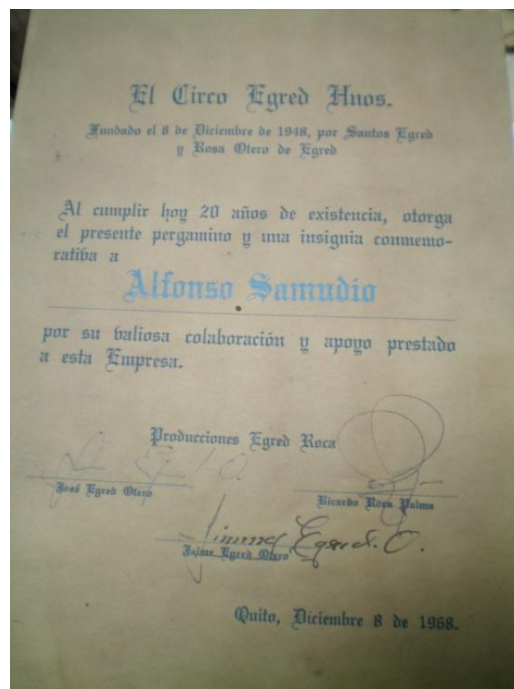 El Circo Egred Hnos.
Fundado el 8 de Diciembre de 1948, por Santos Egred
y Rosa Otero de Egred
Al cumplir hoy 20 años de existencia, otorga
el presente pergamino y una insignia conmemo-
rativa a
Alfonso Samudio
por su valiosa colaboración y apoyo prestado
a esta Empresa.
Producciones Egred Roca
José Egred Otero
Ricardo Roca Palma
Jaime Egred O.
Jaime Egred Otero
Quito, Diciembre 8 de 1968.